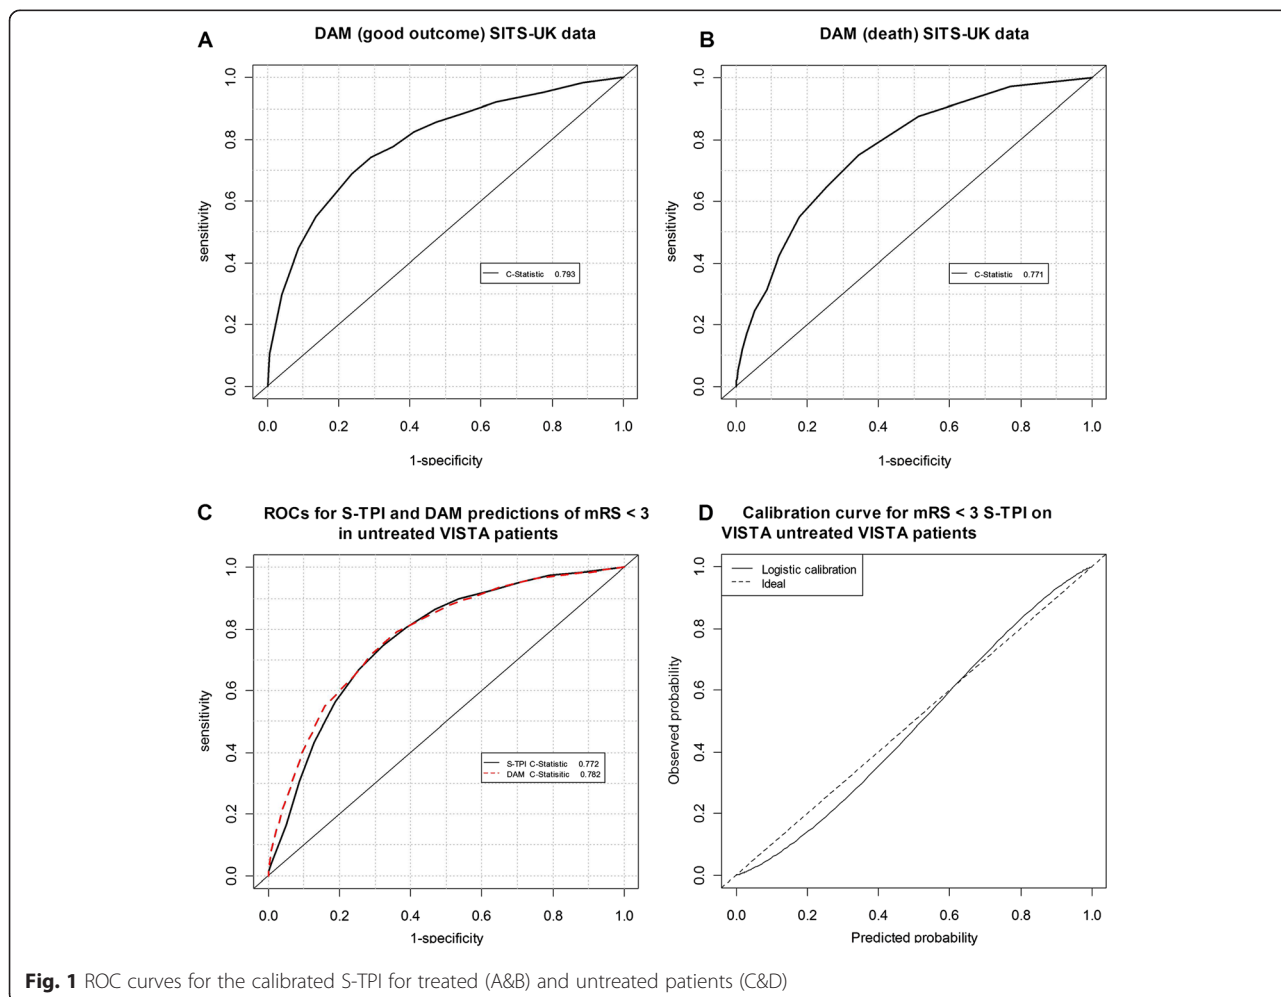 A
DAM (good outcome) SITS-UK data
sensitivity
1.0
0.8
0.6
0.4
0.2
0.0
C-Statistic 0.793
0.0 0.2 0.4 0.6 0.8 1.0
1-specificity
B
DAM (death) SITS-UK data
sensitivity
1.0
0.8
0.6
0.4
0.2
0.0
C-Statistic 0.771
0.0 0.2 0.4 0.6 0.8 1.0
1-specificity
C
ROCs for S-TPI and DAM predictions of mRS < 3
in untreated VISTA patients
sensitivity
1.0
0.8
0.6
0.4
0.2
0.0
S-TPI C-Statistic 0.772
DAM C-Statisitic 0.782
0.0 0.2 0.4 0.6 0.8 1.0
1-specificity
D
Calibration curve for mRS < 3 S-TPI on
VISTA untreated VISTA patients
Observed probability
1.0
0.8
0.6
0.4
0.2
0.0
Logistic calibration
Ideal
0.0 0.2 0.4 0.6 0.8 1.0
Predicted probability
Fig. 1 ROC curves for the calibrated S-TPI for treated (A&B) and untreated patients (C&D)